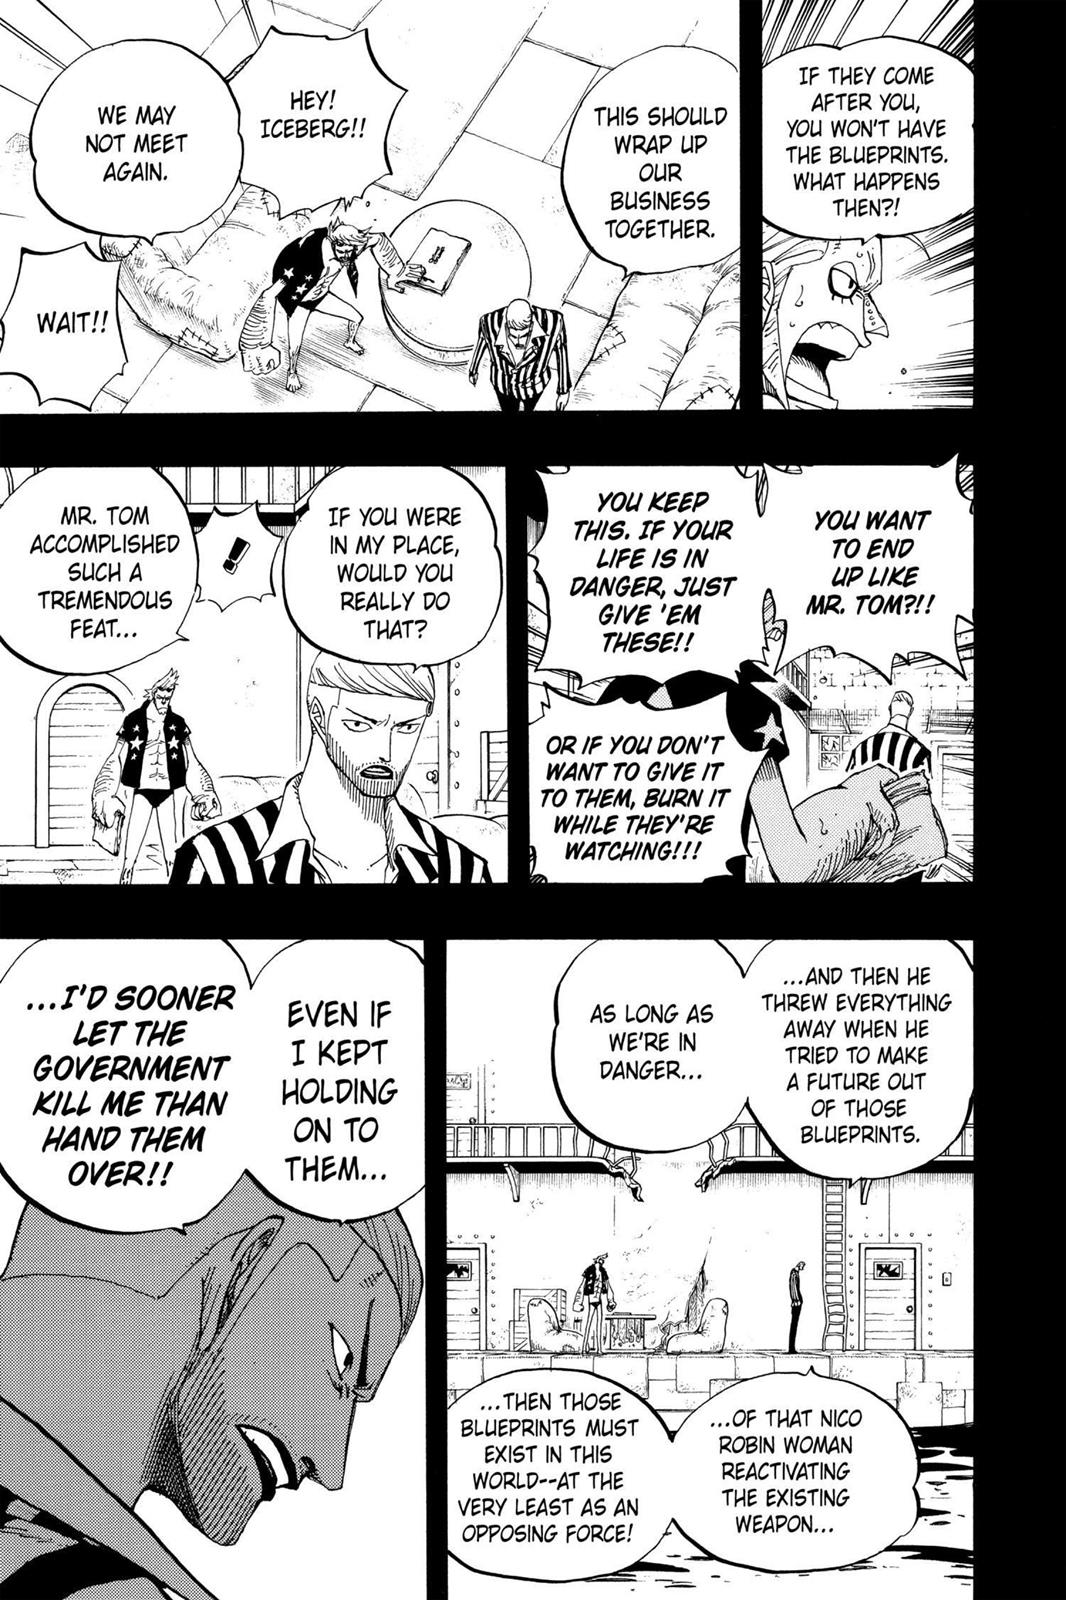 IF THEY COME
AFTER YOU,
YOU WON'T HAVE
THE BLUEPRINTS.
WHAT HAPPENS
THEN?!
THIS SHOULD
WRAP UP
OUR
BUSINESS
TOGETHER.
HEY!
ICEBERG!!
WE MAY
NOT MEET
AGAIN.
WAIT!!
YOU WANT
TO END
UP LIKE
MR. TOM?!!
YOU KEEP
THIS. IF YOUR
LIFE IS IN
DANGER, JUST
GIVE 'EM
THESE!!
OR IF YOU DON'T
WANT TO GIVE IT
TO THEM, BURN IT
WHILE THEY'RE
WATCHING!!!
IF YOU WERE
IN MY PLACE,
WOULD YOU
REALLY DO
THAT?
!
MR. TOM
ACCOMPLISHED
SUCH A
TREMENDOUS
FEAT...
...AND THEN HE
THREW EVERYTHING
AWAY WHEN HE
TRIED TO MAKE
A FUTURE OUT
OF THOSE
BLUEPRINTS.
AS LONG AS
WE'RE IN
DANGER...
...OF THAT NICO
ROBIN WOMAN
REACTIVATING
THE EXISTING
WEAPON...
...THEN THOSE
BLUEPRINTS MUST
EXIST IN THIS
WORLD--AT THE
VERY LEAST AS AN
OPPOSING FORCE!
EVEN IF
I KEPT
HOLDING
ON TO
THEM...
...I'D SOONER
LET THE
GOVERNMENT
KILL ME THAN
HAND THEM
OVER!!